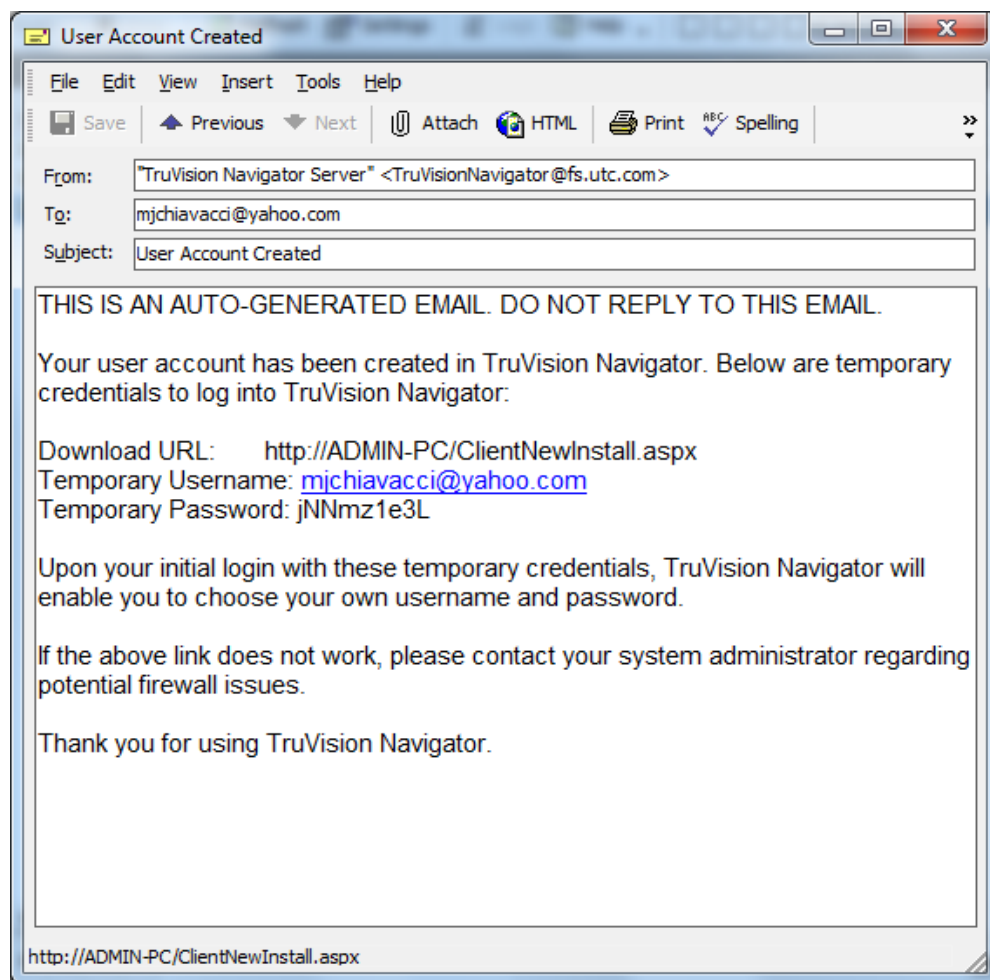 User Account Created
File Edit View Insert Tools Help
Save Previous Next Attach HTML Print ABC Spelling »
From: "TruVision Navigator Server" <TruVisionNavigator@fs.utc.com>
To: mjchiavacci@yahoo.com
Subject: User Account Created
THIS IS AN AUTO-GENERATED EMAIL. DO NOT REPLY TO THIS EMAIL.
Your user account has been created in TruVision Navigator. Below are temporary
credentials to log into TruVision Navigator:
Download URL: http://ADMIN-PC/ClientNewInstall.aspx
Temporary Username: mjchiavacci@yahoo.com
Temporary Password: jNNmz1e3L
Upon your initial login with these temporary credentials, TruVision Navigator will
enable you to choose your own username and password.
If the above link does not work, please contact your system administrator regarding
potential firewall issues.
Thank you for using TruVision Navigator.
http://ADMIN-PC/ClientNewInstall.aspx